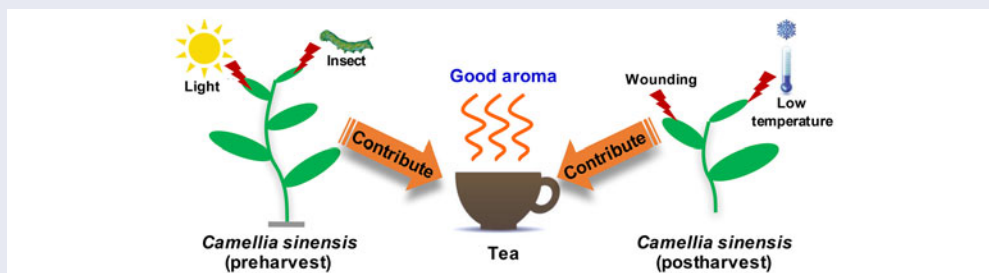 Light
Insect
Contribute
Camellia sinensis
(preharvest)
Good aroma
Tea
Wounding
Low
temperature
Contribute
Camellia sinensis
(postharvest)